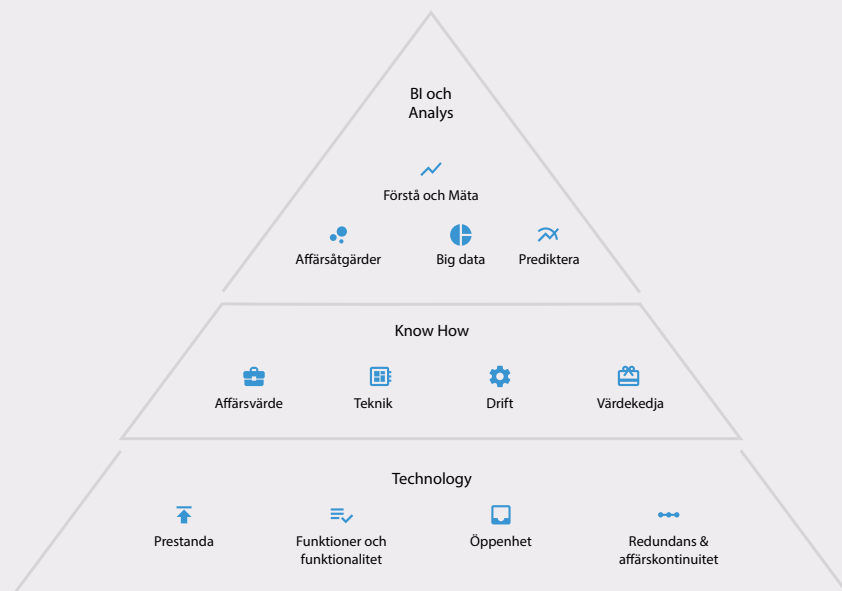 BI och
Analys
Förstå och Mäta
Affärsåtgärder
Big data
Prediktera
Know How
Affärsvärde
Teknik
Drift
Värdekedja
Technology
Prestanda
Funktioner och
funktionalitet
Öppenhet
Redundans &
affärskontinuitet